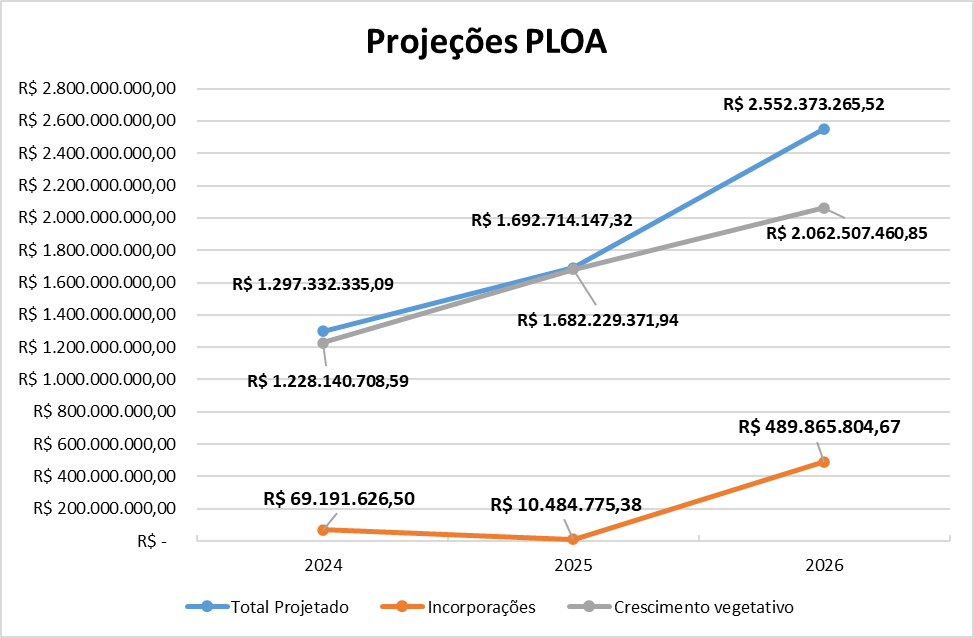 Projeções PLOA
R$ 2.800.000.000,00
R$ 2.600.000.000,00
R$ 2.400.000.000,00
R$ 2.200.000.000,00
R$ 2.000.000.000,00
R$ 1.800.000.000,00
R$ 1.600.000.000,00
R$ 1.400.000.000,00
R$ 1.200.000.000,00
R$ 1.000.000.000,00
R$ 800.000.000,00
R$ 600.000.000,00
R$ 400.000.000,00
R$ 200.000.000,00
R$ -
R$ 2.552.373.265,52
R$ 1.692.714.147,32
R$ 2.062.507.460,85
R$ 1.297.332.335,09
R$ 1.682.229.371,94
R$ 1.228.140.708,59
R$ 489.865.804,67
R$ 69.191.626,50
R$ 10.484.775,38
2024 2025 2026
Total Projetado Incorporações Crescimento vegetativo